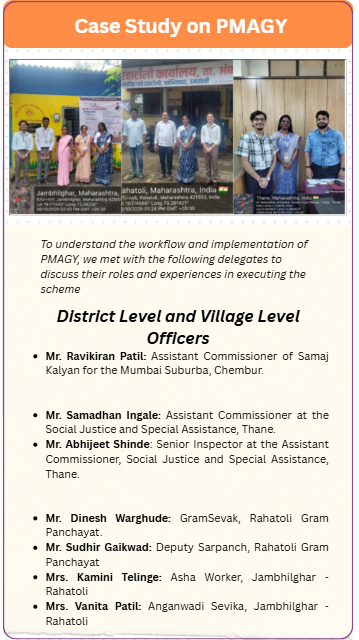 Case Study on PMAGY
Jambhilghar, Maharashtra,
Rahatoli, Maharashtra, India
Thane, Maharashtra, India
To understand the workflow and implementation of
PMAGY, we met with the following delegates to
discuss their roles and experiences in executing the
scheme
District Level and Village Level
Officers
• Mr. Ravikiran Patil: Assistant Commissioner of Samaj
Kalyan for the Mumbai Suburba, Chembur.
• Mr. Samadhan Ingale: Assistant Commissioner at the
Social Justice and Special Assistance, Thane.
• Mr. Abhijeet Shinde: Senior Inspector at the Assistant
Commissioner, Social Justice and Special Assistance,
Thane.
• Mr. Dinesh Warghude: GramSevak, Rahatoli Gram
Panchayat.
• Mr. Sudhir Gaikwad: Deputy Sarpanch, Rahatoli Gram
Panchayat
• Mrs. Kamini Telinge: Asha Worker, Jambhilghar -
Rahatoli
• Mrs. Vanita Patil: Anganwadi Sevika, Jambhilghar -
Rahatoli